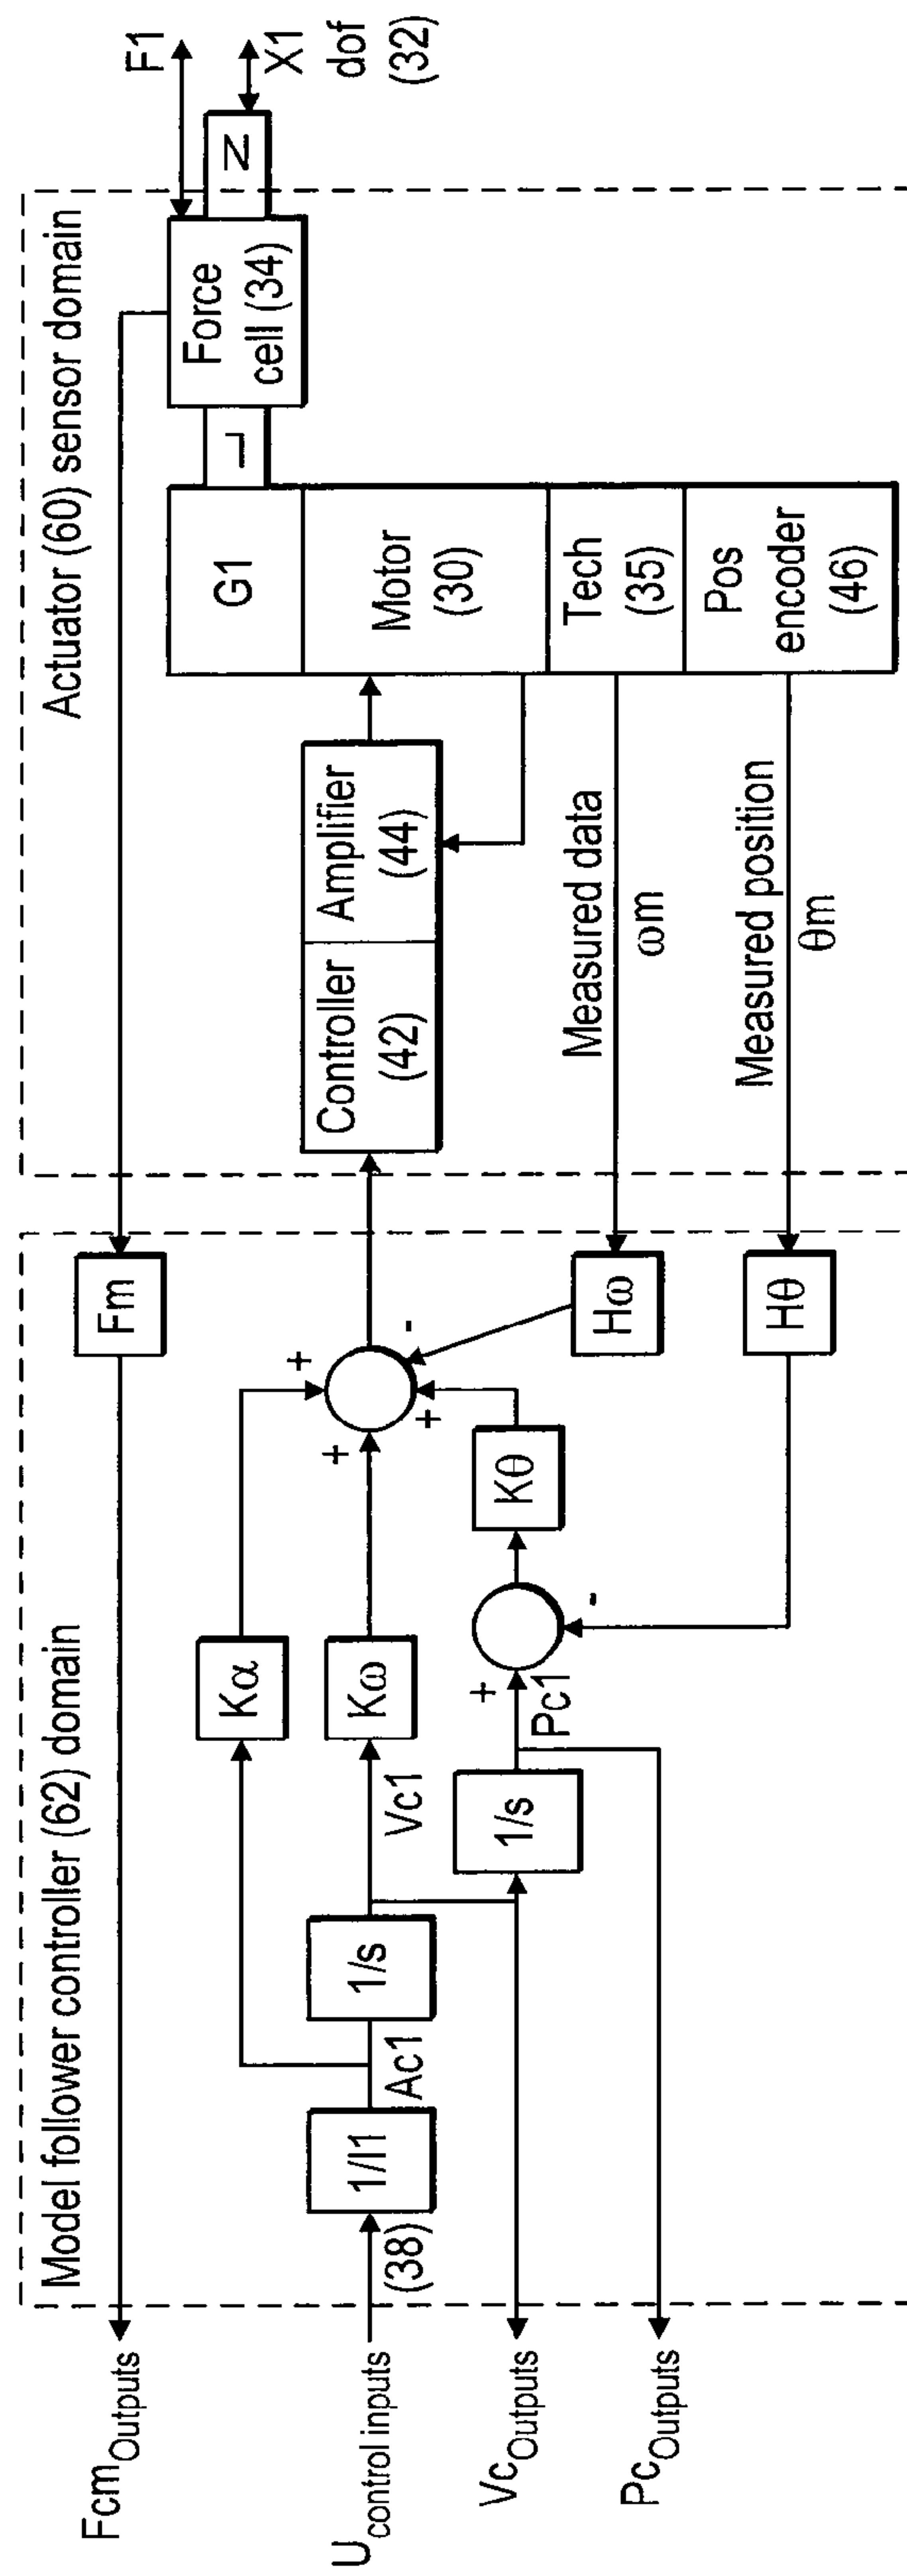 Model follower controller (62) domain
Actuator (60) sensor domain
Fcm Outputs
Fm
F1
X1
dof
(32)
Force
cell (34)
N
L
G1
Motor
(30)
Tech
(35)
Pos
encoder
(46)
Controller
(42)
Amplifier
(44)
Kα
+
U control inputs
(38)
1/I1
Ac1
1/s
Vc1
Kω
+
-
+
Kθ
Measured data
ωm
Hω
Vc Outputs
1/s
Pc1
+
-
Measured position
θm
Hθ
Pc Outputs